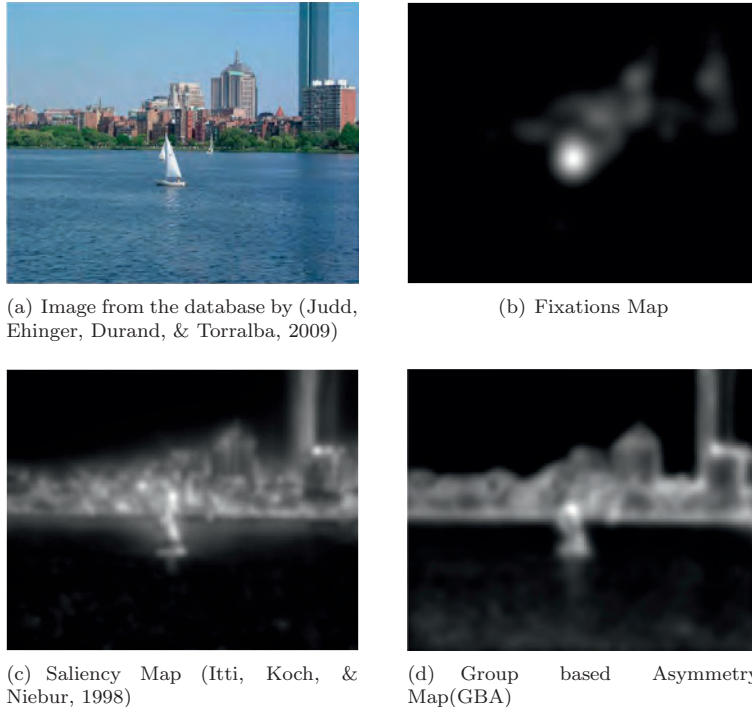 (a) Image from the database by (Judd,
Ehinger, Durand, & Torralba, 2009)
(b) Fixations Map
(c) Saliency Map (Itti, Koch, &
Niebur, 1998)
(d) Group based Asymmetry
Map(GBA)